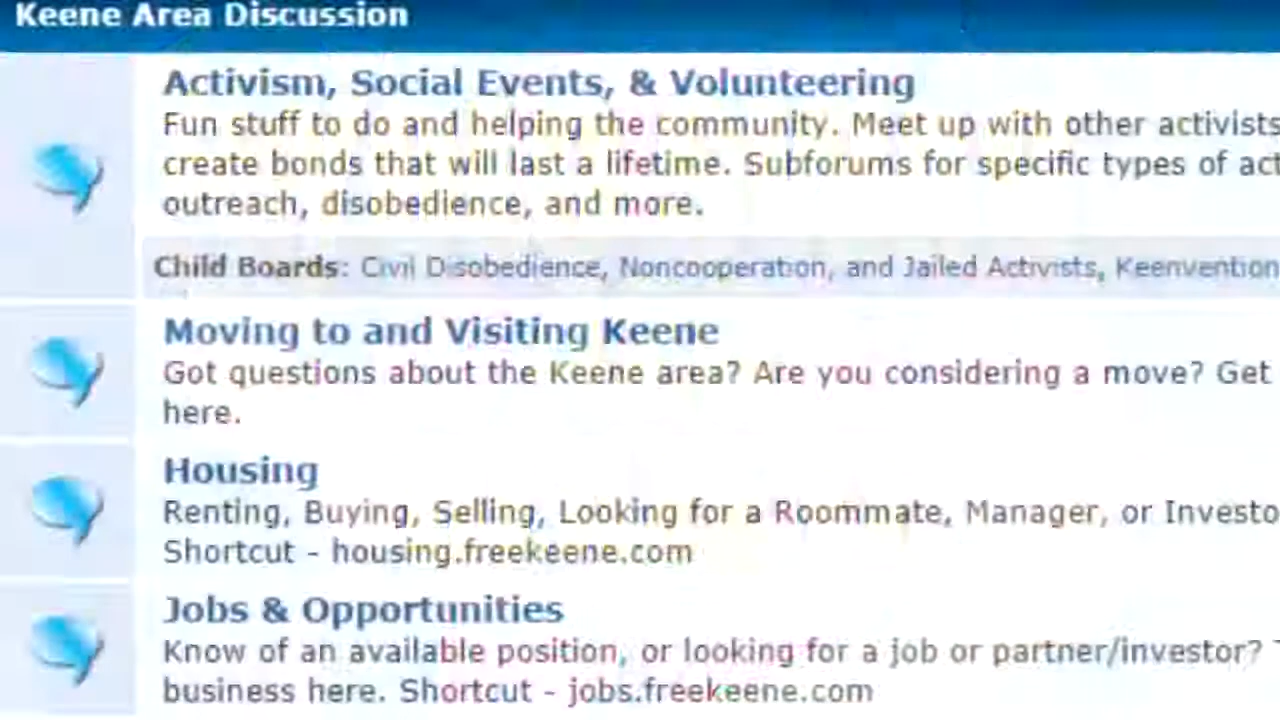 Keene Area Discussion
Activism, Social Events, & Volunteering
Fun stuff to do and helping the community. Meet up with other activists
create bonds that will last a lifetime. Subforums for specific types of act
outreach, disobedience, and more.
Child Boards: Civil Disobedience, Noncooperation, and Jailed Activists, Keenvention
Moving to and Visiting Keene
Got questions about the Keene area? Are you considering a move? Get
here.
Housing
Renting, Buying, Selling, Looking for a Roommate, Manager, or Investo
Shortcut - housing.freekeene.com
Jobs & Opportunities
Know of an available position, or looking for a job or partner/investor?
business here. Shortcut - jobs.freekeene.com